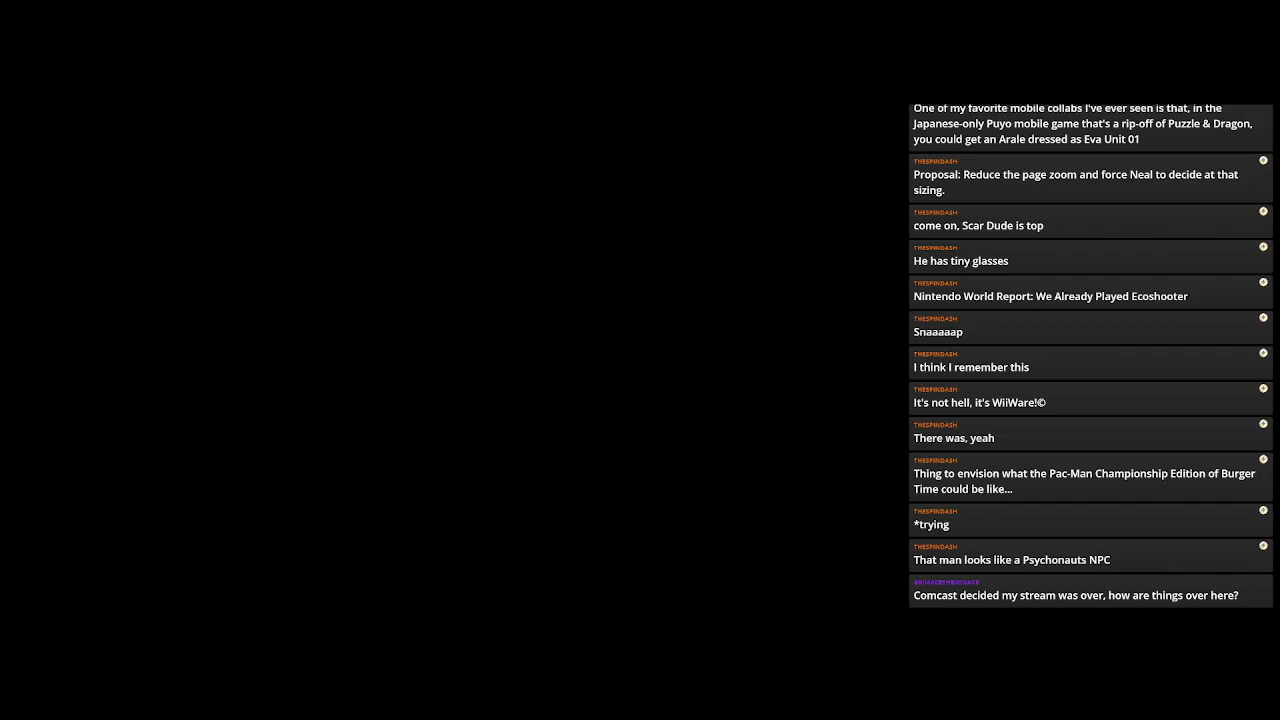 One of my favorite mobile collabs I've ever seen is that, in the
Japanese-only Puyo mobile game that's a rip-off of Puzzle & Dragon,
you could get an Arale dressed as Eva Unit 01
THESPINDASH
Proposal: Reduce the page zoom and force Neal to decide at that
sizing.
THESPINDASH
come on, Scar Dude is top
THESPINDASH
He has tiny glasses
THESPINDASH
Nintendo World Report: We Already Played Ecoshooter
THESPINDASH
Snaaaaap
THESPINDASH
I think I remember this
THESPINDASH
It's not hell, it's WiiWare!©
THESPINDASH
There was, yeah
THESPINDASH
Thing to envision what the Pac-Man Championship Edition of Burger
Time could be like...
THESPINDASH
*trying
THESPINDASH
That man looks like a Psychonauts NPC
GRIMACETHEMENACE
Comcast decided my stream was over, how are things over here?